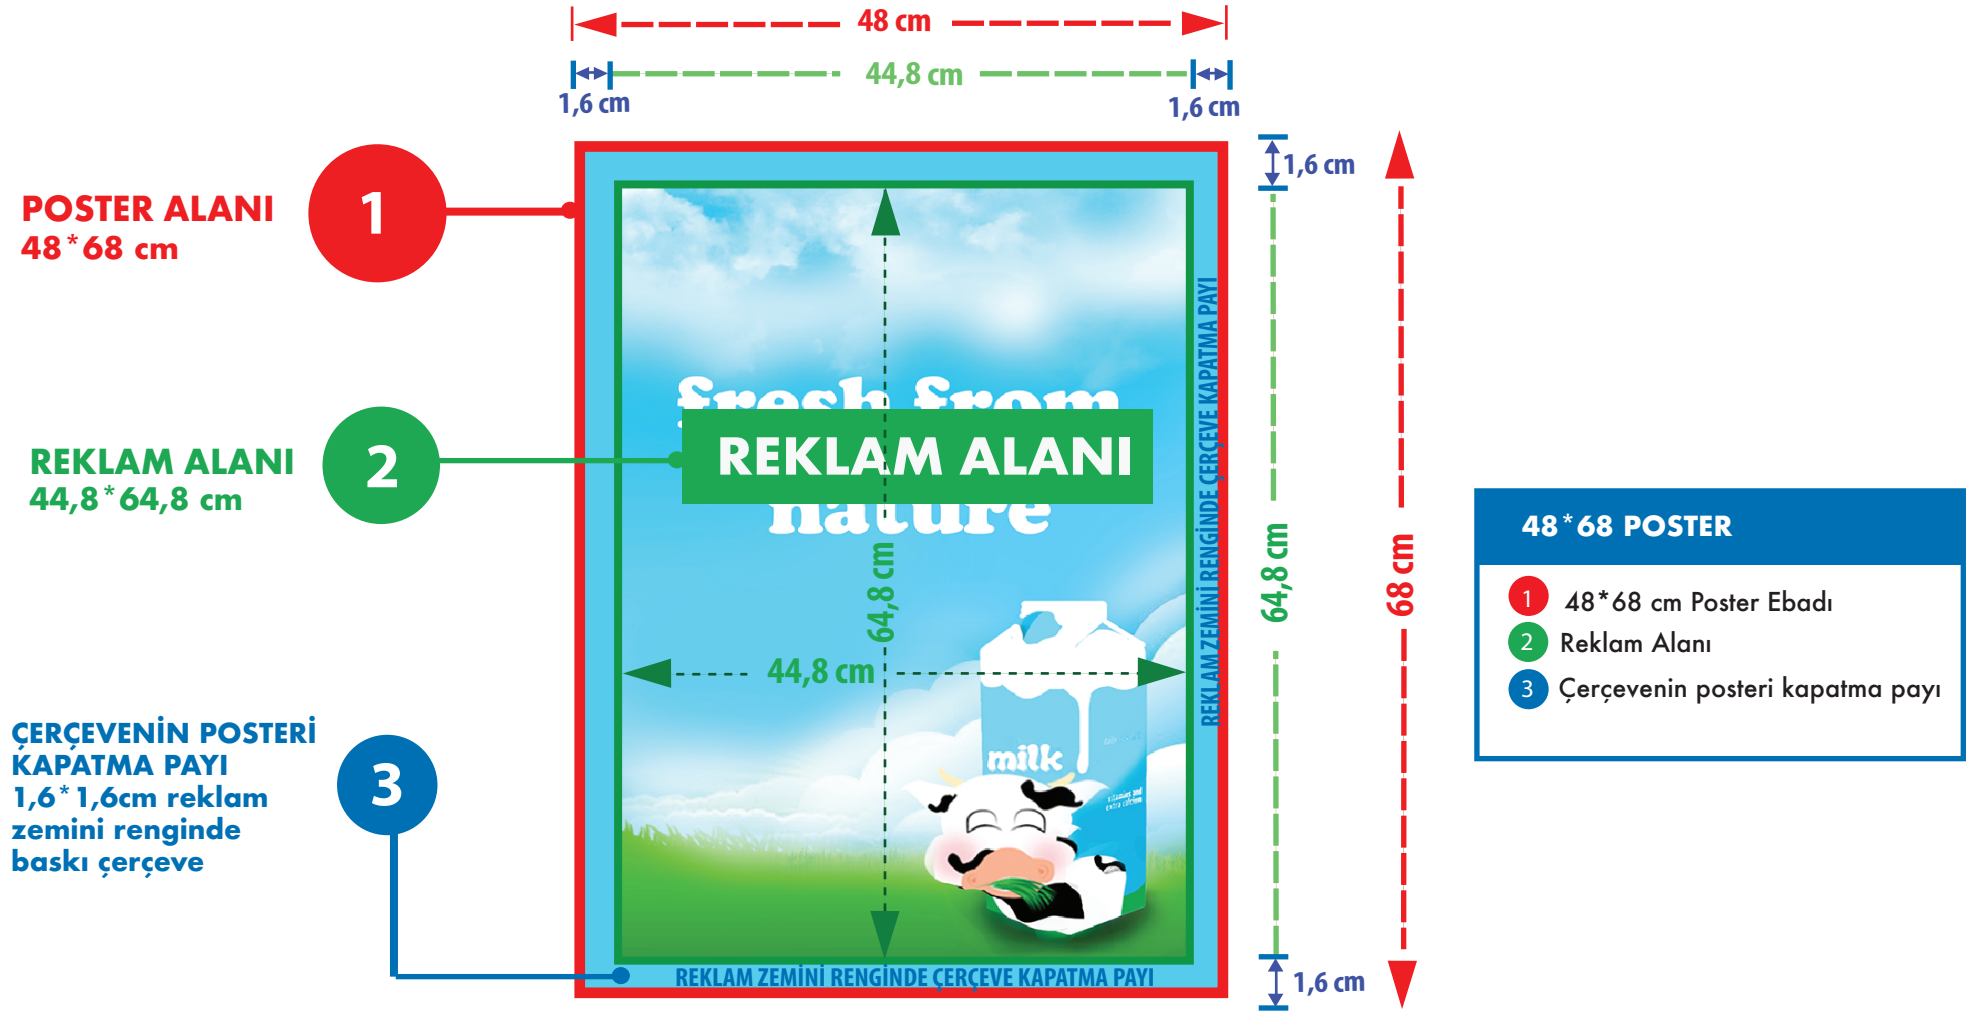 48 cm
44,8 cm
1,6 cm
1,6 cm
1,6 cm
POSTER ALANI
48*68 cm
1
fresh from
REKLAM ALANI
nature
REKLAM ALANI
44,8*64,8 cm
2
64,8 cm
44,8 cm
REKLAM ZEMİNİ RENGİNDE ÇERÇEVE KAPATMA PAYI
64,8 cm
68 cm
48*68 POSTER
1 48*68 cm Poster Ebadı
2 Reklam Alanı
3 Çerçevenin posteri kapatma payı
milk
vitamins and
extra calcium
ÇERÇEVENİN POSTERİ
KAPATMA PAYI
1,6*1,6cm reklam
zemini renginde
baskı çerçeve
3
REKLAM ZEMİNİ RENGİNDE ÇERÇEVE KAPATMA PAYI
1,6 cm